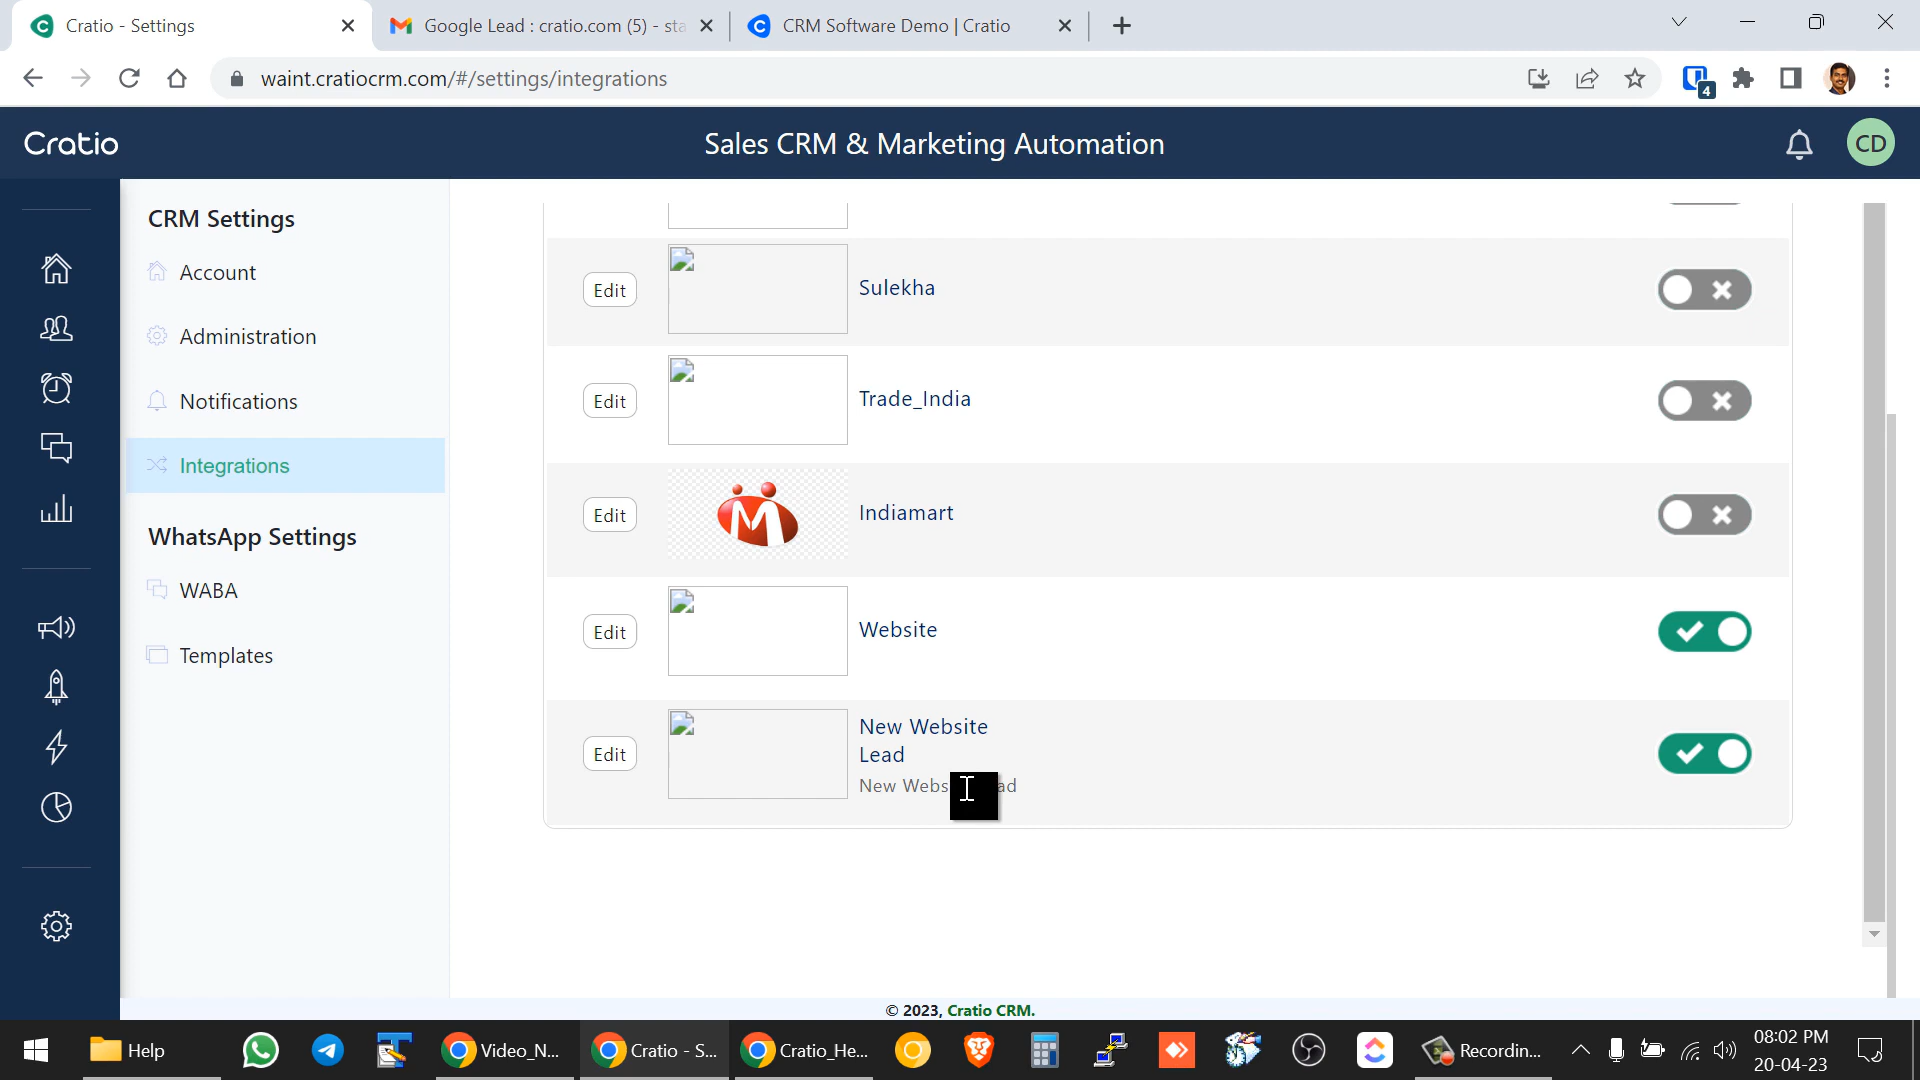 Cratio - Settings
Google Lead : cratio.com (5) - sta
CRM Software Demo | Cratio
waint.cratiocrm.com/#/settings/integrations
4
Cratio
Sales CRM & Marketing Automation
CD
CRM Settings
Account
Administration
Notifications
Integrations
WhatsApp Settings
WABA
Templates
Edit
Sulekha
Edit
Trade_India
Edit
Indiamart
Edit
Website
Edit
New Website
Lead
New Webs ad
© 2023, Cratio CRM.
Help
Video_N...
Cratio - S...
Cratio_He...
Recordin...
08:02 PM
20-04-23